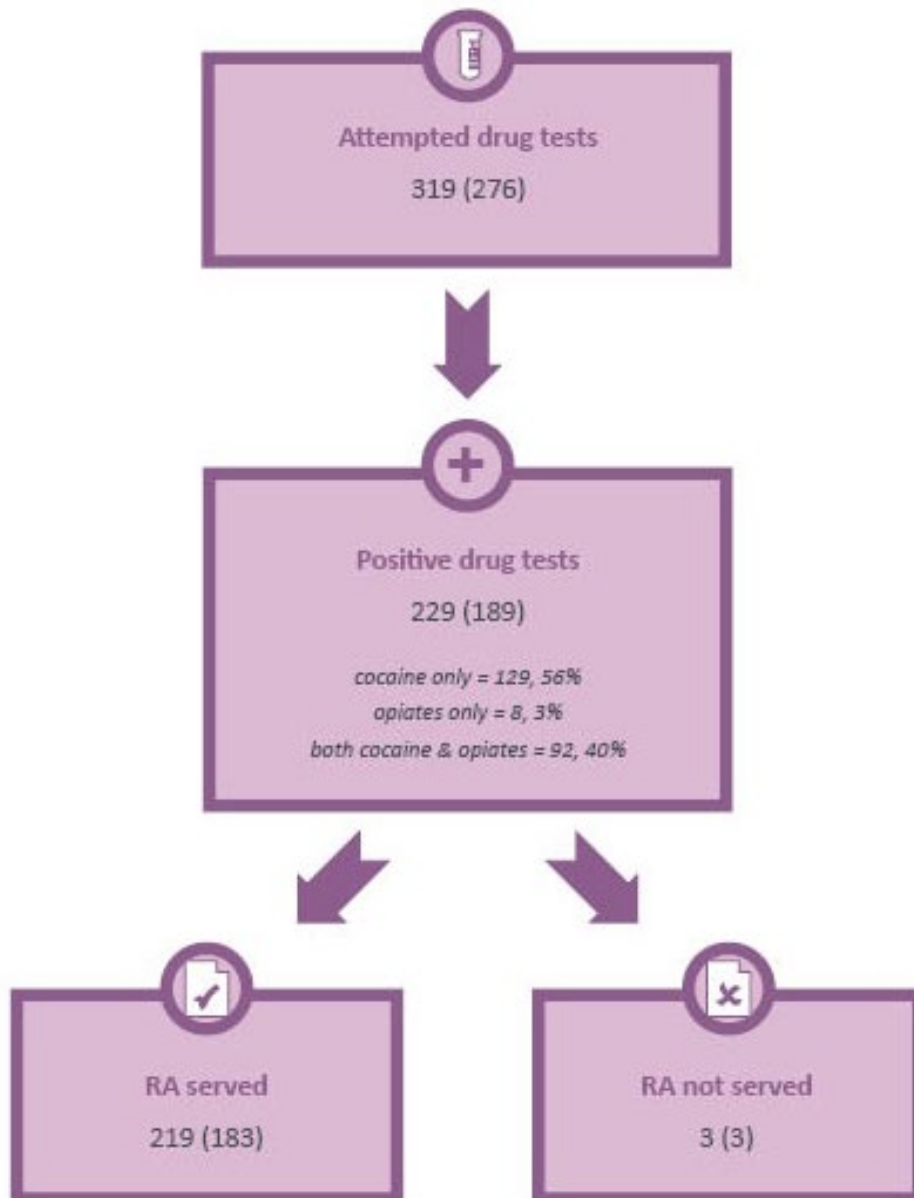 Attempted drug tests
319 (276)
Positive drug tests
229 (189)
cocaine only = 129, 56%
opiates only = 8, 3%
both cocaine & opiates = 92, 40%
RA served
219 (183)
RA not served
3 (3)